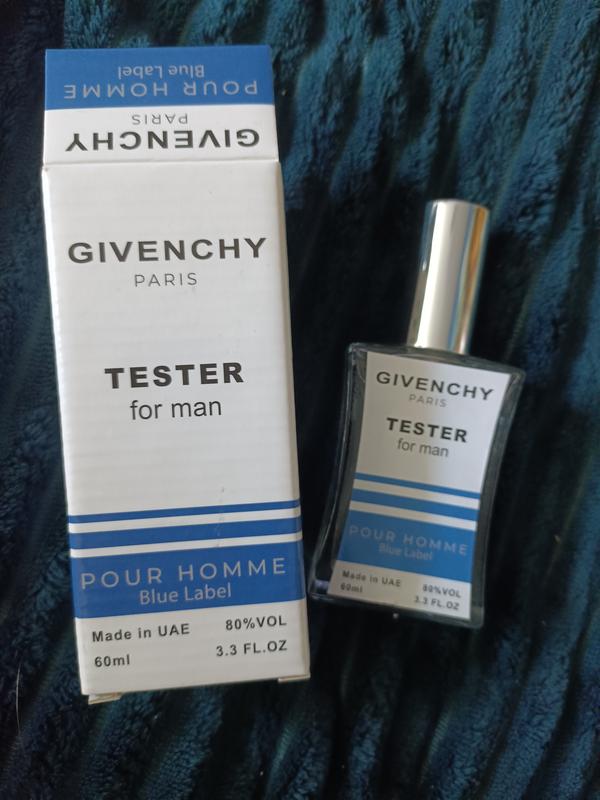 POUR HOMME
Blue Label
GIVENCHY
PARIS
GIVENCHY
PARIS
TESTER
for man
POUR HOMME
Blue Label
Made in UAE 80%VOL
60ml 3.3 FL.OZ
GIVENCHY
PARIS
TESTER
for man
POUR HOMME
Blue Label
Made in UAE 80%VOL
60ml 3.3 FL.OZ